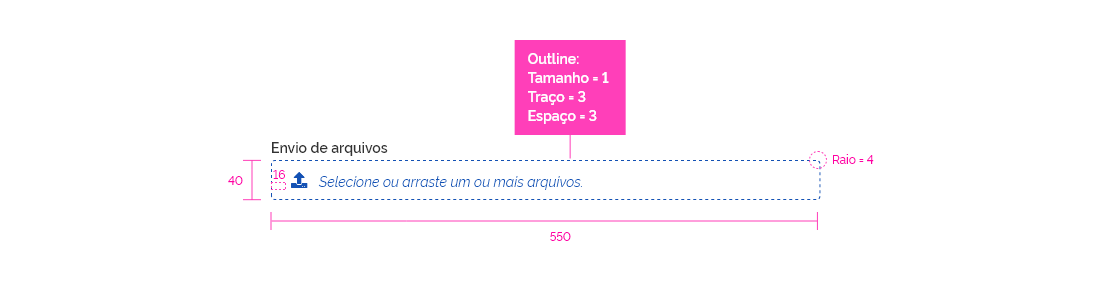 Outline:
Tamanho = 1
Traço = 3
Espaço = 3
Envio de arquivos
Raio = 4
40
16
Selecione ou arraste um ou mais arquivos.
550